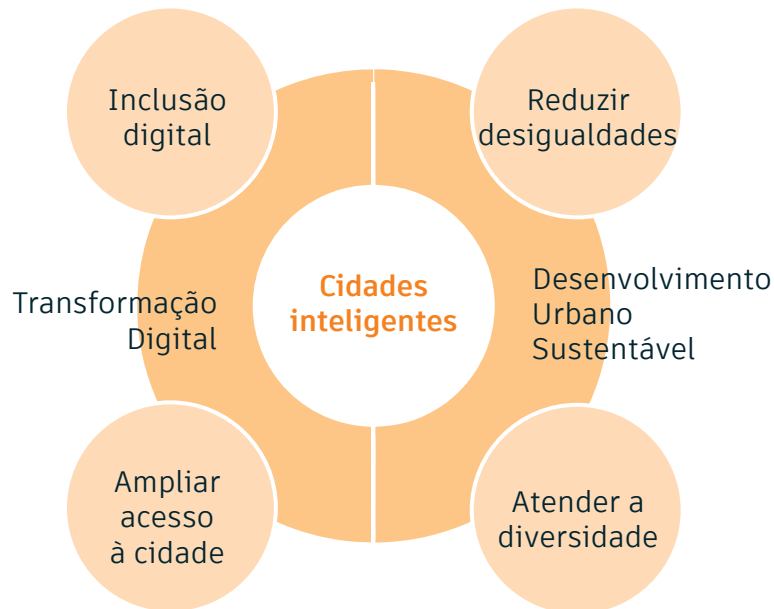 Inclusão
digital
Reduzir
desigualdades
Transformação
Digital
Cidades
inteligentes
Desenvolvimento
Urbano
Sustentável
Ampliar
acesso
à cidade
Atender a
diversidade